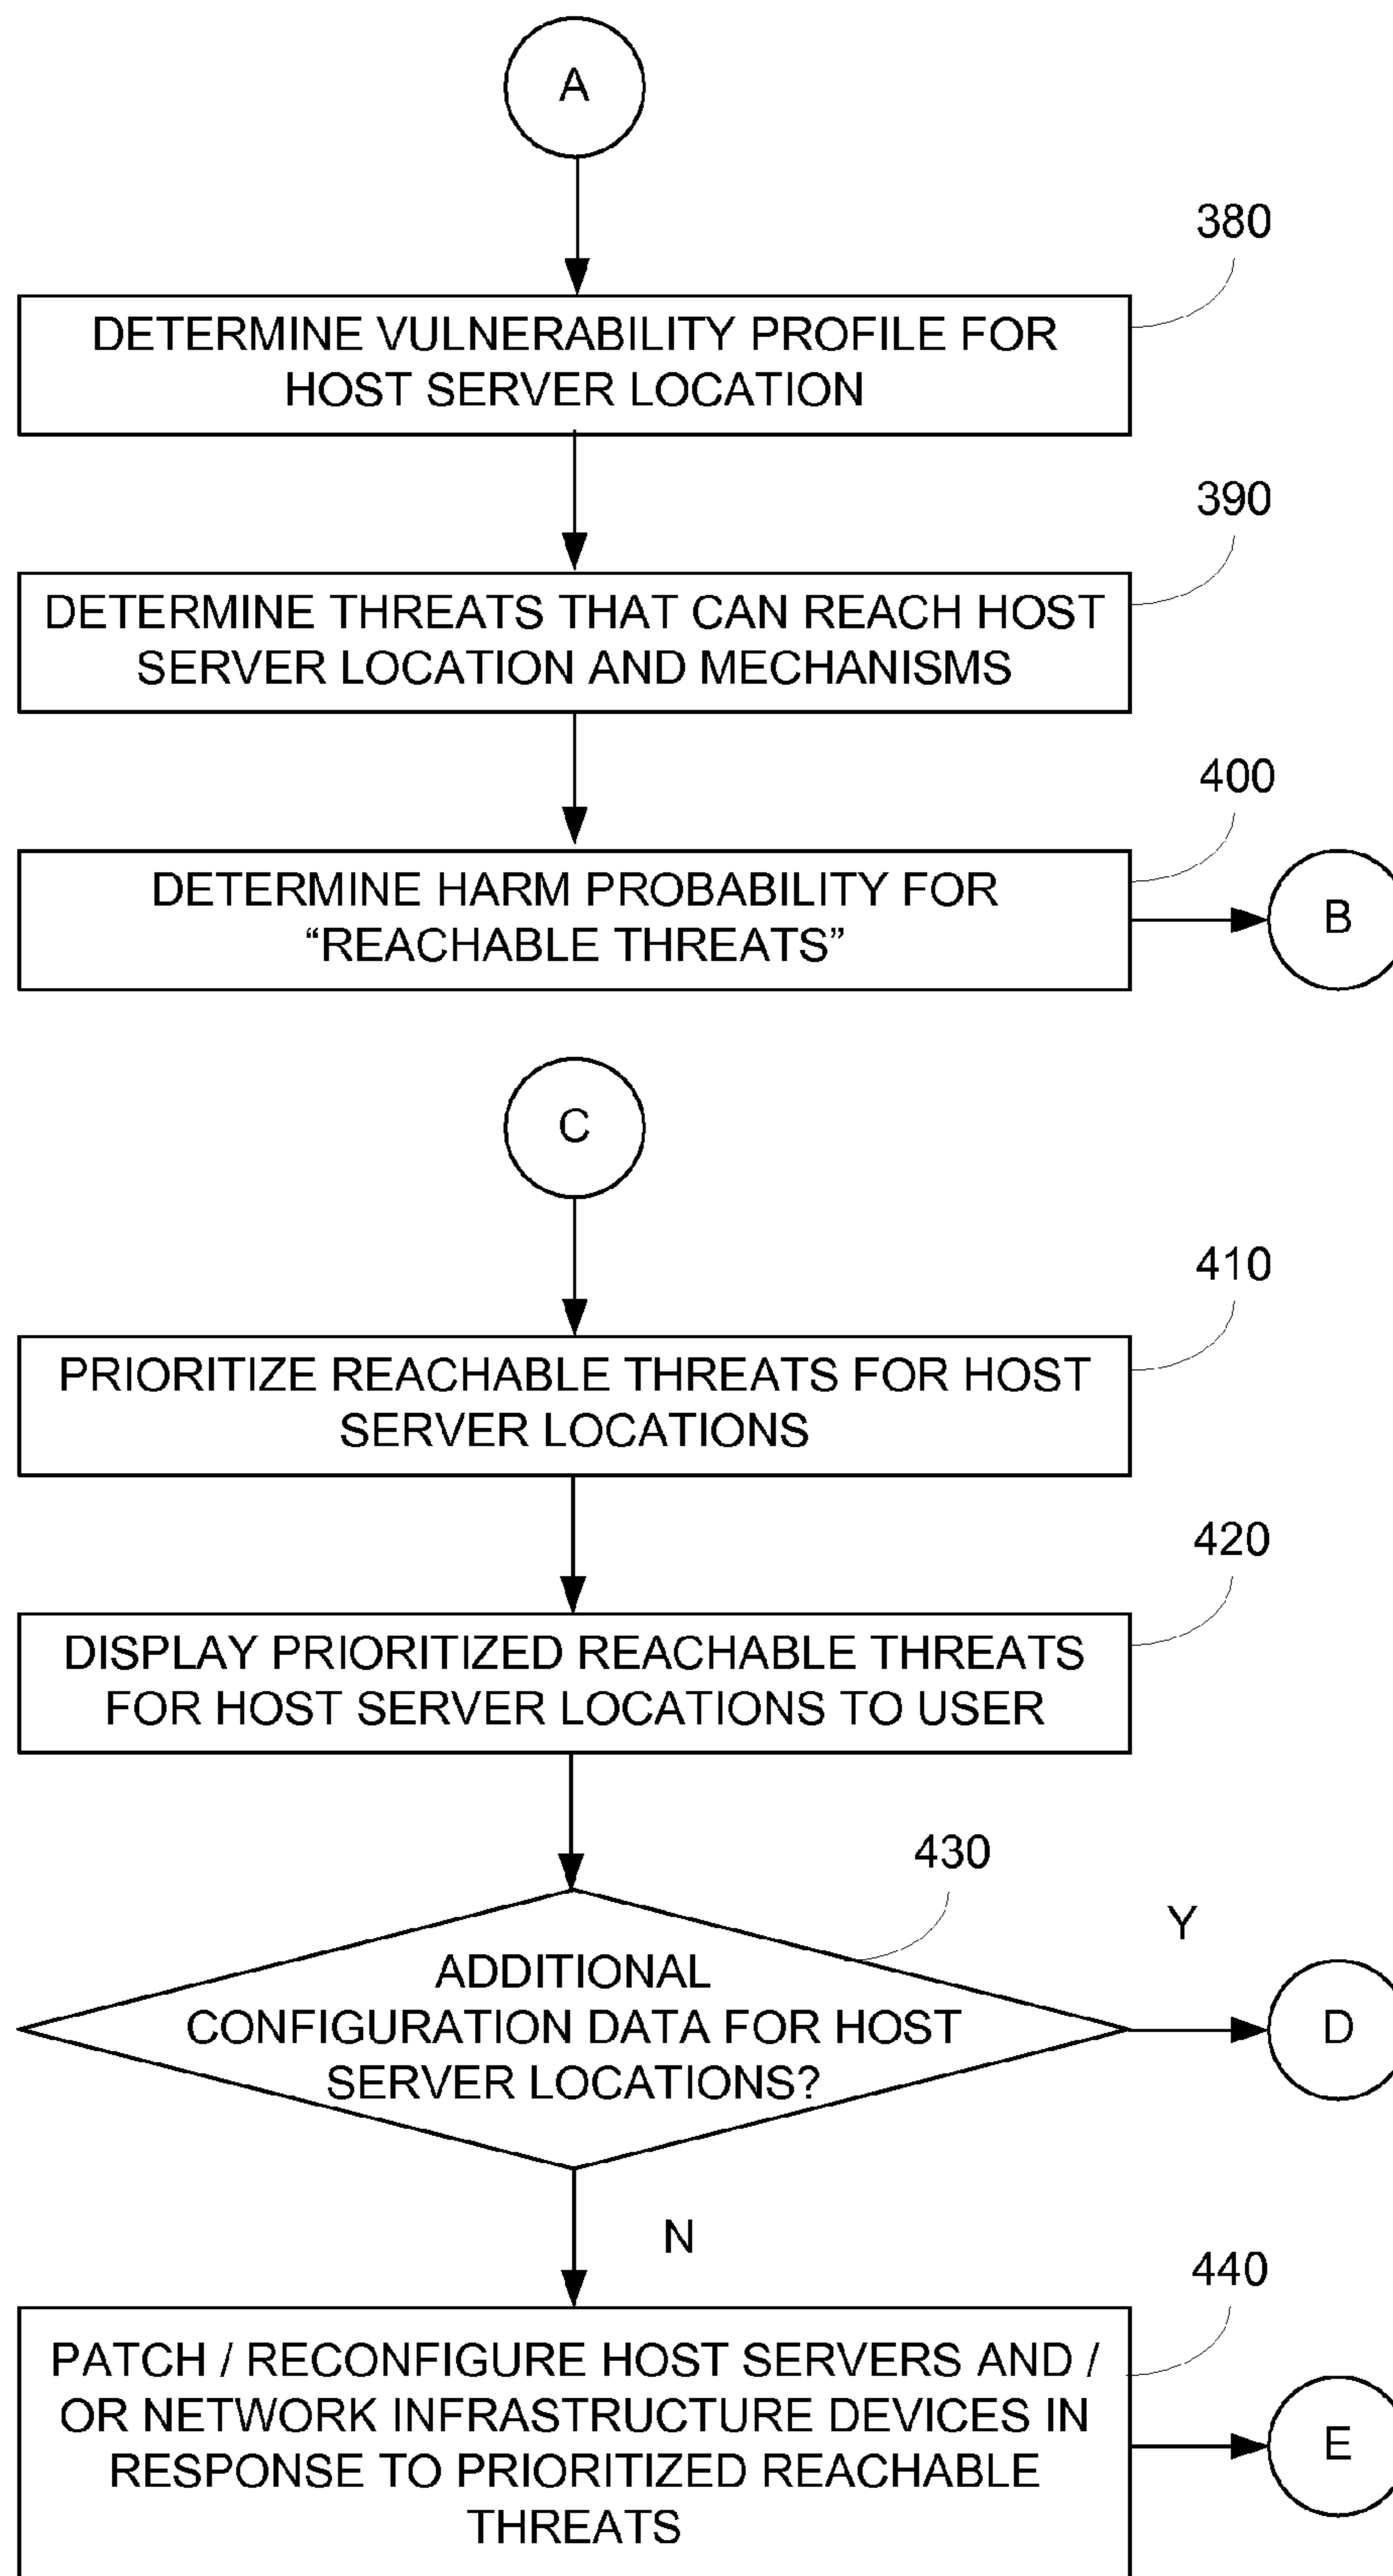 A
380
DETERMINE VULNERABILITY PROFILE FOR
HOST SERVER LOCATION
390
DETERMINE THREATS THAT CAN REACH HOST
SERVER LOCATION AND MECHANISMS
400
DETERMINE HARM PROBABILITY FOR
“REACHABLE THREATS”
B
C
410
PRIORITIZE REACHABLE THREATS FOR HOST
SERVER LOCATIONS
420
DISPLAY PRIORITIZED REACHABLE THREATS
FOR HOST SERVER LOCATIONS TO USER
430
ADDITIONAL
CONFIGURATION DATA FOR HOST
SERVER LOCATIONS?
Y
D
N
440
PATCH / RECONFIGURE HOST SERVERS AND /
OR NETWORK INFRASTRUCTURE DEVICES IN
RESPONSE TO PRIORITIZED REACHABLE
THREATS
E